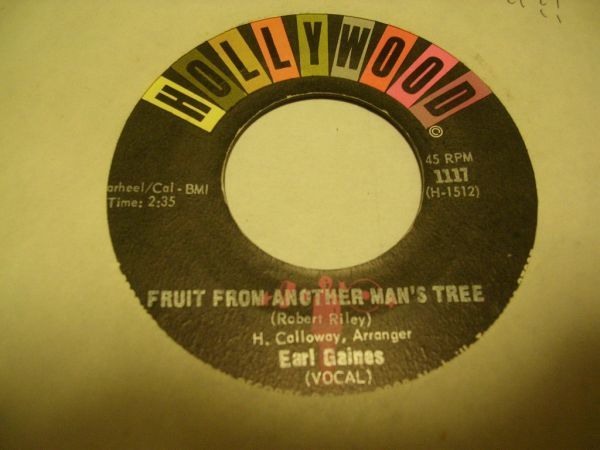 HOLLYWOOD
©
45 RPM
1117
(H-1512)
arheel/Cal - BMI
Time: 2:35
FRUIT FROM ANOTHER MAN'S TREE
(Robert Riley)
H. Calloway, Arranger
Earl Gaines
(VOCAL)